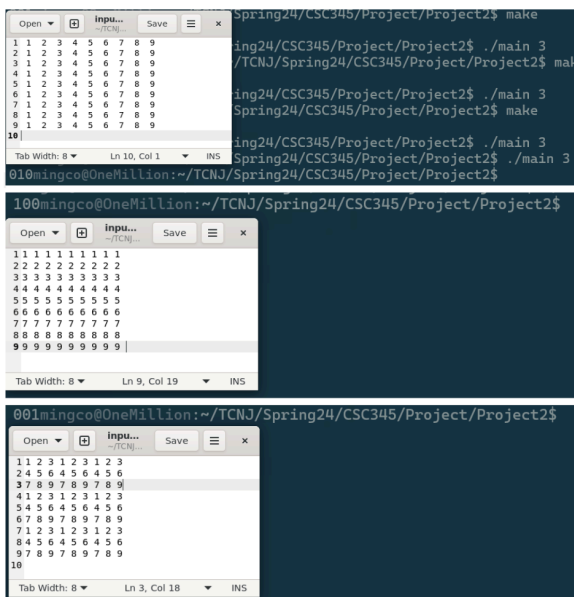 Open inpu... Save ≡ ×
~/TCNJ...
Spring24/CSC345/Project/Project2$ make
1 1 2 3 4 5 6 7 8 9
2 1 2 3 4 5 6 7 8 9
3 1 2 3 4 5 6 7 8 9
4 1 2 3 4 5 6 7 8 9
5 1 2 3 4 5 6 7 8 9
6 1 2 3 4 5 6 7 8 9
7 1 2 3 4 5 6 7 8 9
8 1 2 3 4 5 6 7 8 9
9 1 2 3 4 5 6 7 8 9
10
ing24/CSC345/Project/Project2$ ./main 3
/TCNJ/Spring24/CSC345/Project/Project2$ mak
ing24/CSC345/Project/Project2$ ./main 3
Spring24/CSC345/Project/Project2$ make
ing24/CSC345/Project/Project2$ ./main 3
Spring24/CSC345/Project/Project2$ ./main 3
Tab Width: 8 Ln 10, Col 1 INS
010mingco@OneMillion:~/TCNJ/Spring24/CSC345/Project/Project2$
100mingco@OneMillion:~/TCNJ/Spring24/CSC345/Project/Project2$
Open inpu... Save ≡ ×
~/TCNJ...
1 1 1 1 1 1 1 1 1 1
2 2 2 2 2 2 2 2 2 2
3 3 3 3 3 3 3 3 3 3
4 4 4 4 4 4 4 4 4 4
5 5 5 5 5 5 5 5 5 5
6 6 6 6 6 6 6 6 6 6
7 7 7 7 7 7 7 7 7 7
8 8 8 8 8 8 8 8 8 8
9 9 9 9 9 9 9 9 9 9
Tab Width: 8 Ln 9, Col 19 INS
001mingco@OneMillion:~/TCNJ/Spring24/CSC345/Project/Project2$
Open inpu... Save ≡ ×
~/TCNJ...
1 1 2 3 1 2 3 1 2 3
2 4 5 6 4 5 6 4 5 6
3 7 8 9 7 8 9 7 8 9
4 1 2 3 1 2 3 1 2 3
5 4 5 6 4 5 6 4 5 6
6 7 8 9 7 8 9 7 8 9
7 1 2 3 1 2 3 1 2 3
8 4 5 6 4 5 6 4 5 6
9 7 8 9 7 8 9 7 8 9
10
Tab Width: 8 Ln 3, Col 18 INS